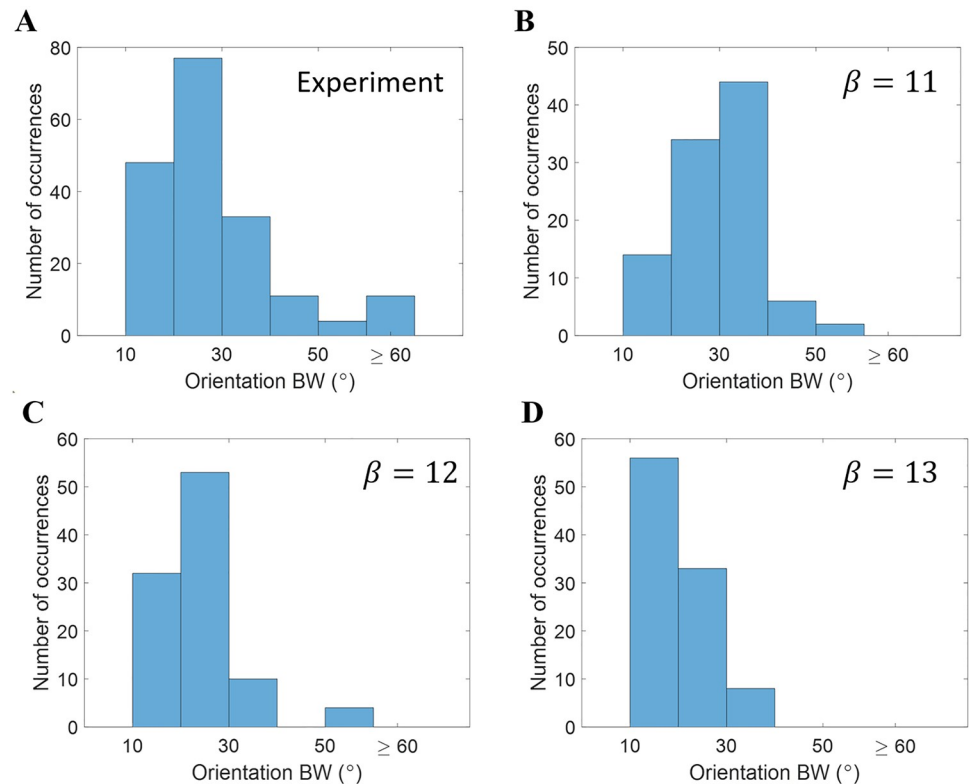 A
Experiment
80
60
40
20
0
10 30 50 ≥ 60
Number of occurrences
Orientation BW (°)
B
β = 11
50
40
30
20
10
0
10 30 50 ≥ 60
Number of occurrences
Orientation BW (°)
C
β = 12
60
50
40
30
20
10
0
10 30 50 ≥ 60
Number of occurrences
Orientation BW (°)
D
β = 13
60
50
40
30
20
10
0
10 30 50 ≥ 60
Number of occurrences
Orientation BW (°)